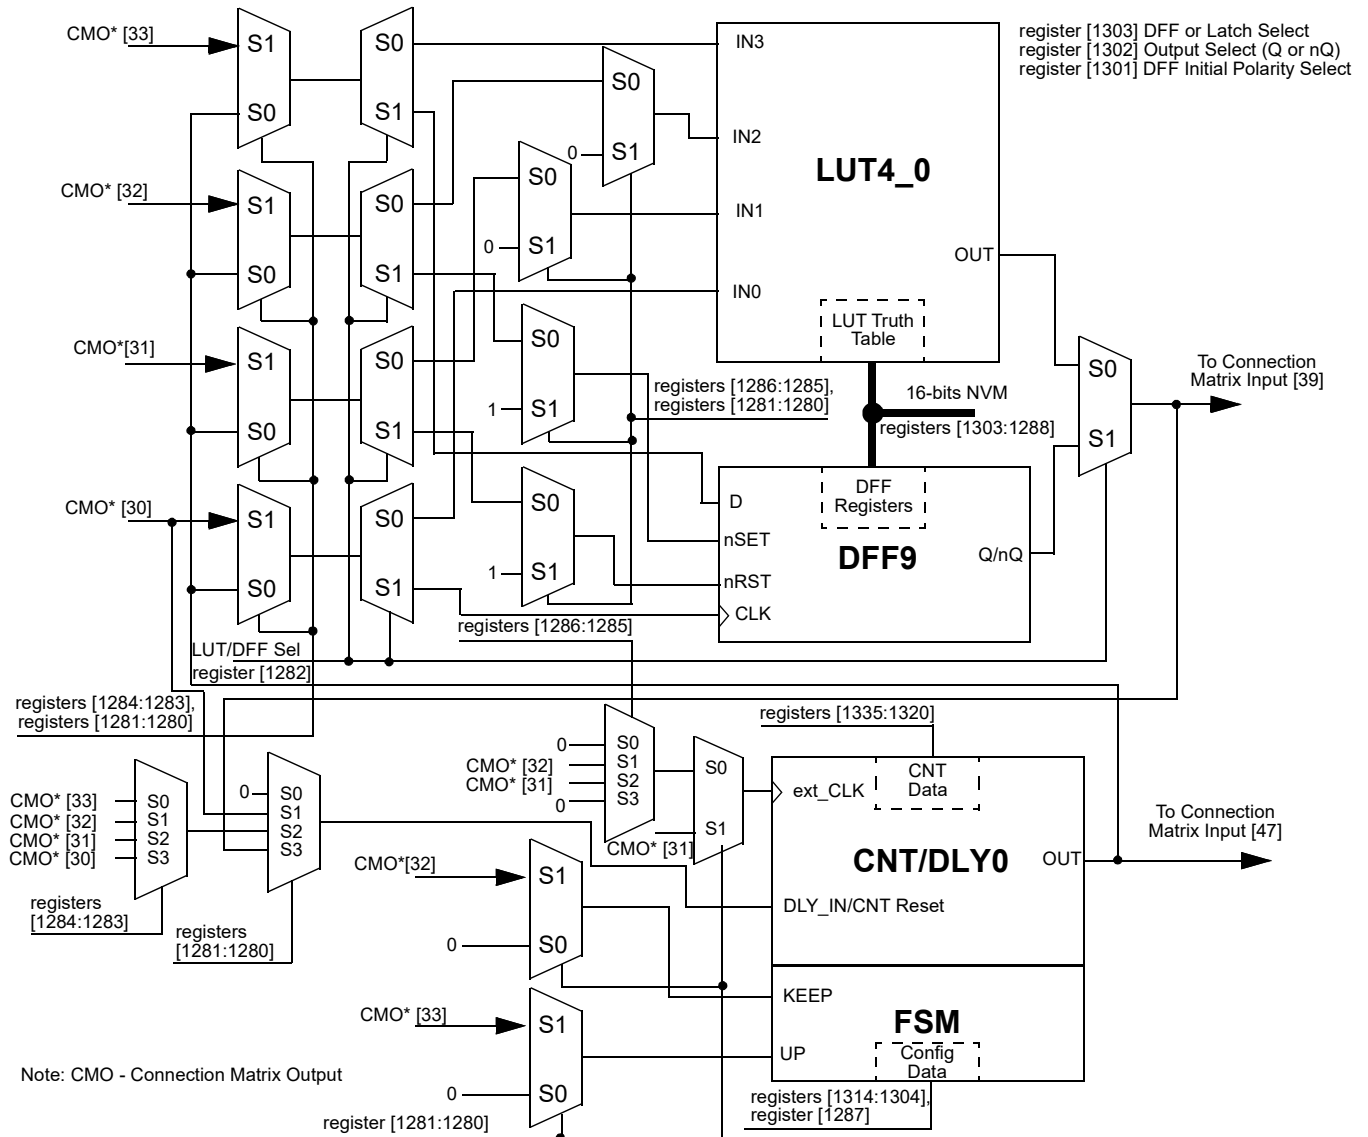 CMO* [33]
S1
S0
S0
S1
S0
S1
0
IN3
IN2
IN1
IN0
LUT4_0
OUT
LUT Truth
Table
register [1303] DFF or Latch Select
register [1302] Output Select (Q or nQ)
register [1301] DFF Initial Polarity Select
CMO* [32]
S1
S0
S0
S1
S0
S1
0
CMO*[31]
S1
S0
S0
S1
S0
S1
1
registers [1286:1285],
registers [1281:1280]
16-bits NVM
registers [1303:1288]
S0
S1
To Connection
Matrix Input [39]
CMO* [30]
S1
S0
S0
S1
S0
S1
1
D
nSET
nRST
CLK
DFF
Registers
DFF9
Q/nQ
LUT/DFF Sel
register [1282]
registers [1286:1285]
registers [1284:1283],
registers [1281:1280]
CMO* [33]
CMO* [32]
CMO* [31]
CMO* [30]
S0
S1
S2
S3
registers
[1284:1283]
0
S0
S1
S2
S3
registers
[1281:1280]
0
CMO* [32]
CMO* [31]
0
S0
S1
S2
S3
S0
S1
CMO* [31]
registers [1335:1320]
CNT
Data
ext_CLK
CNT/DLY0
OUT
DLY_IN/CNT Reset
To Connection
Matrix Input [47]
CMO*[32]
S1
0
S0
KEEP
FSM
UP
Config
Data
CMO* [33]
S1
0
S0
Note: CMO - Connection Matrix Output
register [1281:1280]
registers [1314:1304],
register [1287]